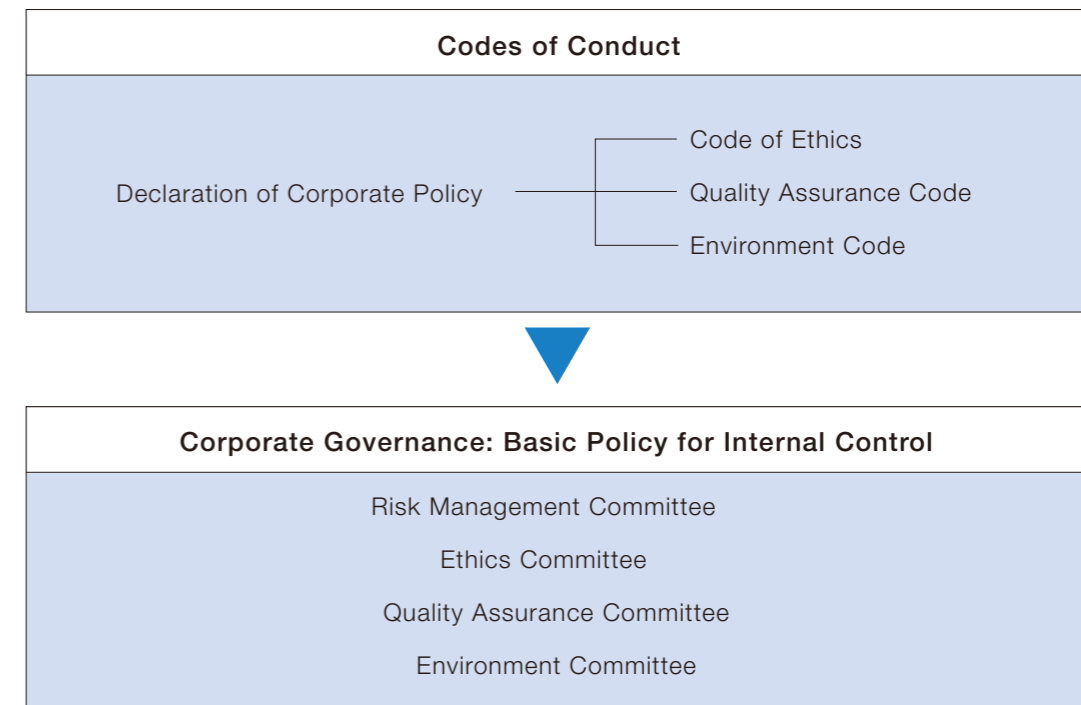 Codes of Conduct
Declaration of Corporate Policy
Code of Ethics
Quality Assurance Code
Environment Code
Corporate Governance: Basic Policy for Internal Control
Risk Management Committee
Ethics Committee
Quality Assurance Committee
Environment Committee